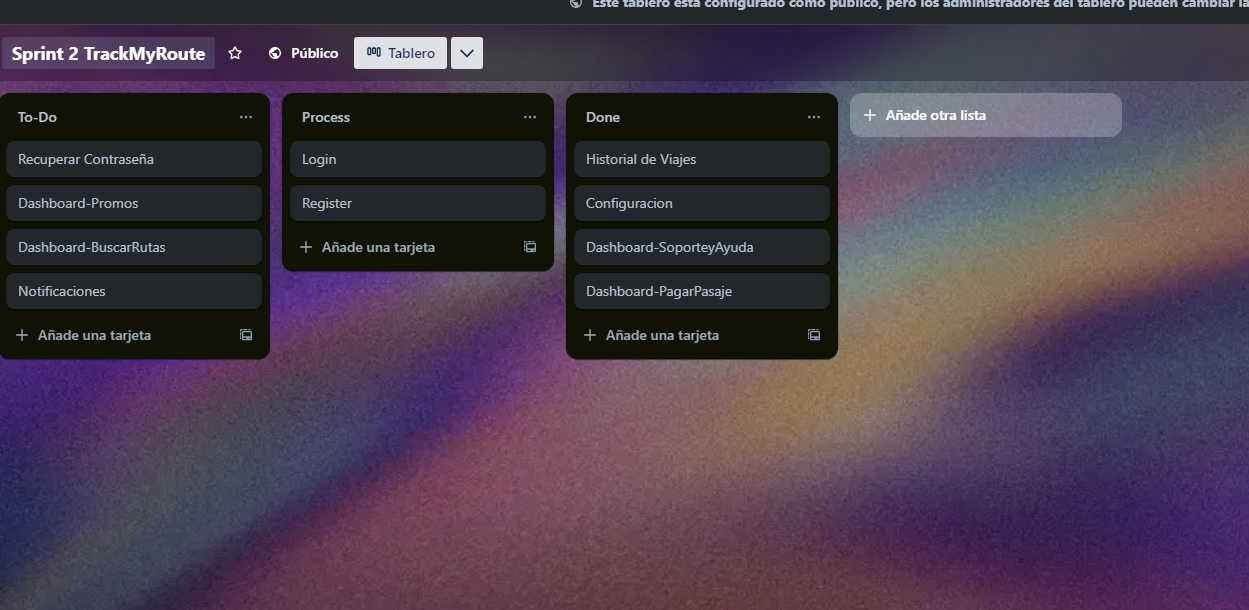 Este tablero está configurado como público, pero los administradores del tablero pueden cambiar la
Sprint 2 TrackMyRoute
Público
Tablero
To-Do
Recuperar Contraseña
Dashboard-Promos
Dashboard-BuscarRutas
Notificaciones
Añade una tarjeta
Process
Login
Register
Añade una tarjeta
Done
Historial de Viajes
Configuracion
Dashboard-SoporteyAyuda
Dashboard-PagarPasaje
Añade una tarjeta
Añade otra lista